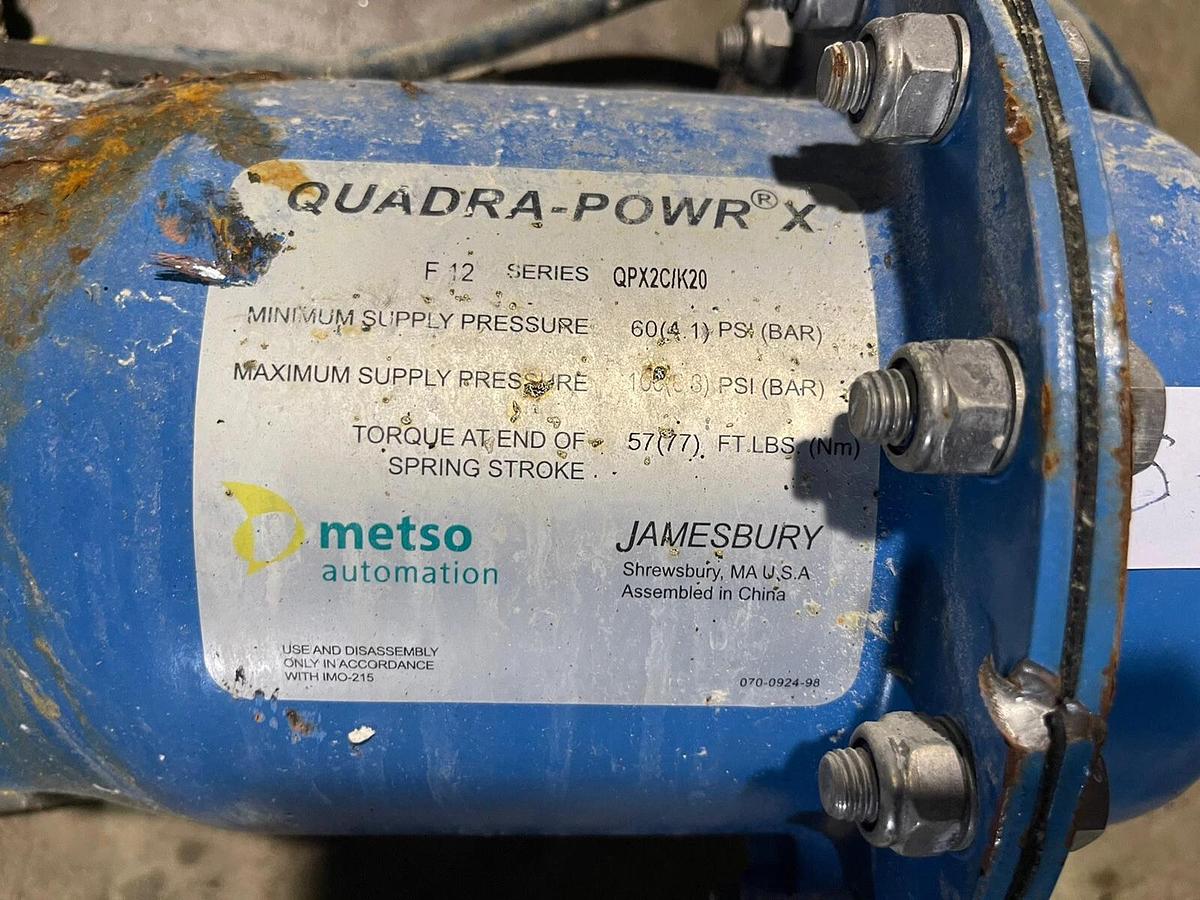 QUADRA-POWR® X
F 12 SERIES QPX2C/K20
MINIMUM SUPPLY PRESSURE 60(4.1) PSI (BAR)
MAXIMUM SUPPLY PRESSURE PSI (BAR)
TORQUE AT END OF 57(77) FT.LBS. (Nm)
SPRING STROKE
metso
automation
JAMESBURY
Shrewsbury, MA U.S.A
Assembled in China
USE AND DISASSEMBLY
ONLY IN ACCORDANCE
WITH IMO-215
070-0924-98